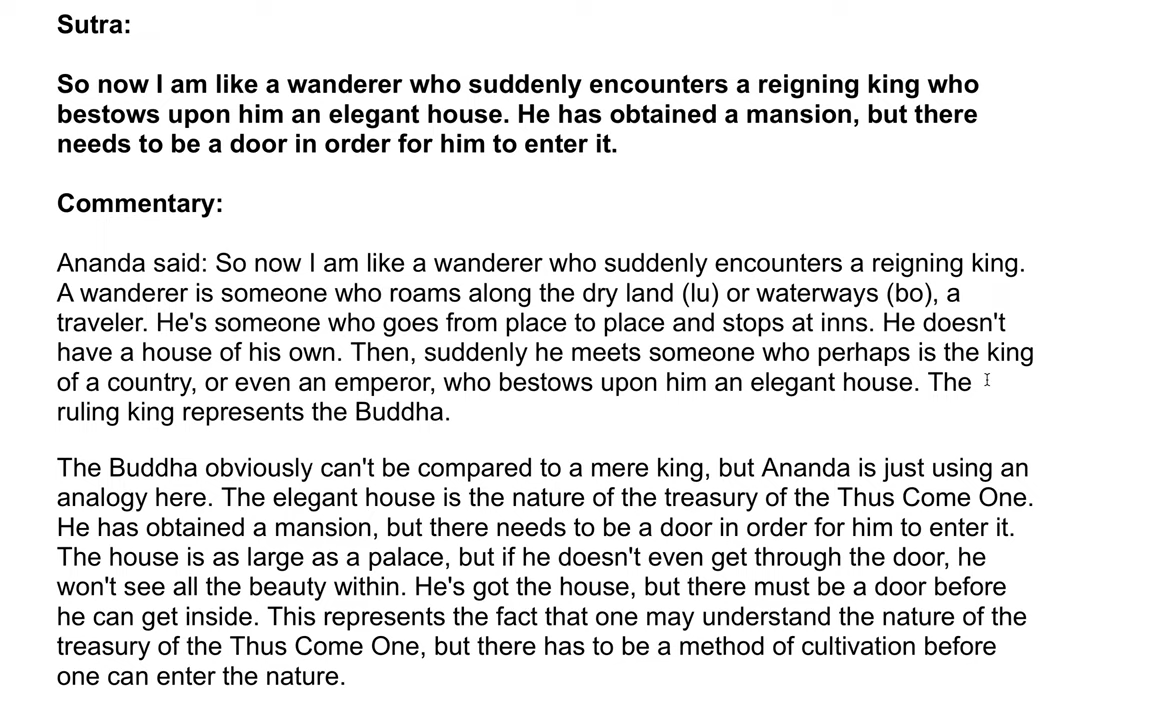 Sutra:
So now I am like a wanderer who suddenly encounters a reigning king who
bestows upon him an elegant house. He has obtained a mansion, but there
needs to be a door in order for him to enter it.
Commentary:
Ananda said: So now I am like a wanderer who suddenly encounters a reigning king.
A wanderer is someone who roams along the dry land (lu) or waterways (bo), a
traveler. He's someone who goes from place to place and stops at inns. He doesn't
have a house of his own. Then, suddenly he meets someone who perhaps is the king
of a country, or even an emperor, who bestows upon him an elegant house. The
ruling king represents the Buddha.
The Buddha obviously can't be compared to a mere king, but Ananda is just using an
analogy here. The elegant house is the nature of the treasury of the Thus Come One.
He has obtained a mansion, but there needs to be a door in order for him to enter it.
The house is as large as a palace, but if he doesn't even get through the door, he
won't see all the beauty within. He's got the house, but there must be a door before
he can get inside. This represents the fact that one may understand the nature of the
treasury of the Thus Come One, but there has to be a method of cultivation before
one can enter the nature.